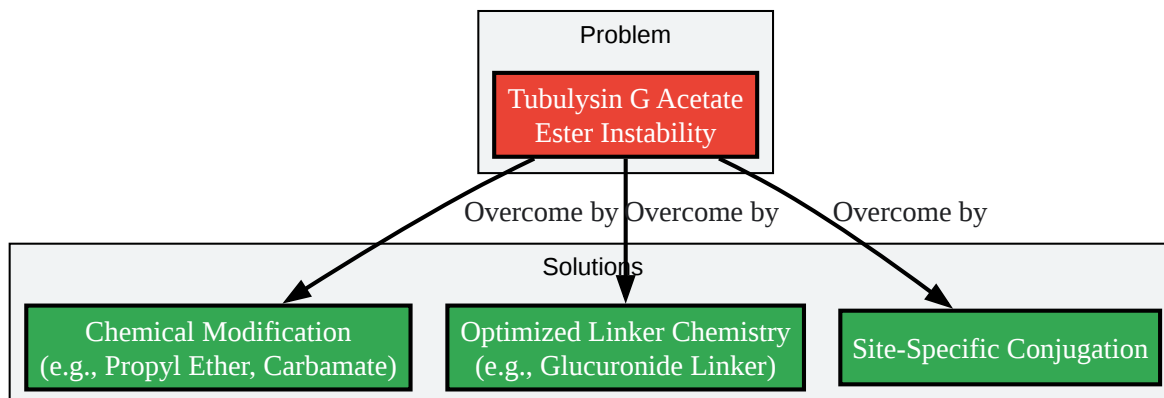 Problem
Tubulysin G Acetate
Ester Instability
Overcome by
Overcome by
Overcome by
Solutions
Chemical Modification
(e.g., Propyl Ether, Carbamate)
Optimized Linker Chemistry
(e.g., Glucuronide Linker)
Site-Specific Conjugation